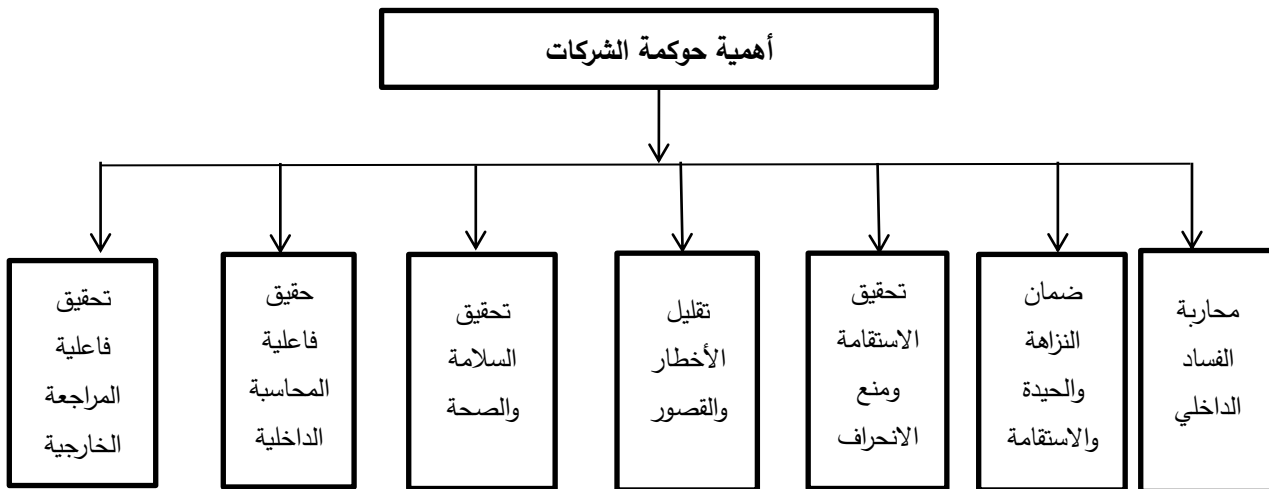 أهمية حوكمة الشركات
محاربة
الفساد
الداخلي
ضمان
النزاهة
والحيدة
والاستقامة
تحقيق
الاستقامة
ومنع
الانحراف
تقليل
الأخطار
والقصور
تحقيق
السلامة
والصحة
حقيق
فاعلية
المحاسبة
الداخلية
تحقيق
فاعلية
المراجعة
الخارجية